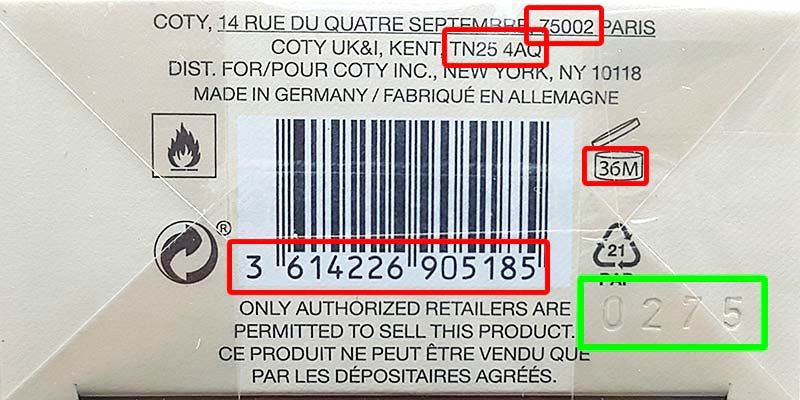 COTY, 14 RUE DU QUATRE SEPTEMBRE, 75002 PARIS
COTY UK&I, KENT, TN25 4AQ
DIST. FOR/POUR COTY INC., NEW YORK, NY 10118
MADE IN GERMANY / FABRIQUÉ EN ALLEMAGNE
36M
®
21
PAP
3 614226 905185
0275
ONLY AUTHORIZED RETAILERS ARE
PERMITTED TO SELL THIS PRODUCT.
CE PRODUIT NE PEUT ÊTRE VENDU QUE
PAR LES DÉPOSITAIRES AGRÉÉS.